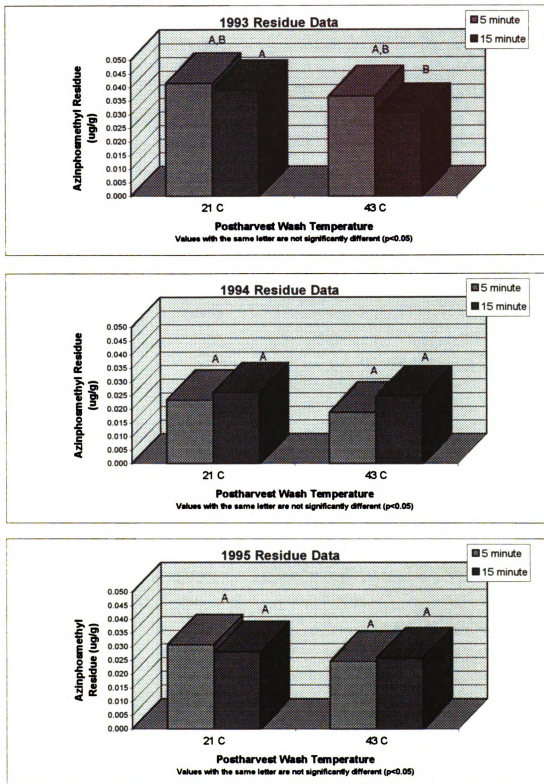 1993 Residue Data
5 minute
15 minute
Azinphosmethyl Residue
(ug/g)
0.050
0.045
0.040
0.035
0.030
0.025
0.020
0.015
0.010
0.005
0.000
A,B
A
A,B
B
21 C
43 C
Postharvest Wash Temperature
Values with the same letter are not significantly different (p<0.05)
1994 Residue Data
5 minute
15 minute
Azinphosmethyl Residue
(ug/g)
0.050
0.045
0.040
0.035
0.030
0.025
0.020
0.015
0.010
0.005
0.000
A
A
A
A
21 C
43 C
Postharvest Wash Temperature
Values with the same letter are not significantly different (p<0.05)
1995 Residue Data
5 minute
15 minute
Azinphosmethyl
Residue (ug/g)
0.050
0.045
0.040
0.035
0.030
0.025
0.020
0.015
0.010
0.005
0.000
A
A
A
A
21 C
43 C
Postharvest Wash Temperature
Values with the same letter are not significantly different (p<0.05)